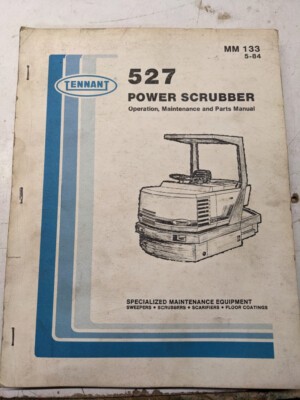 MM 133
5-84
TENNANT
527
POWER SCRUBBER
Operation, Maintenance and Parts Manual
SPECIALIZED MAINTENANCE EQUIPMENT
SWEEPERS • SCRUBBERS • SCARIFIERS • FLOOR COATINGS